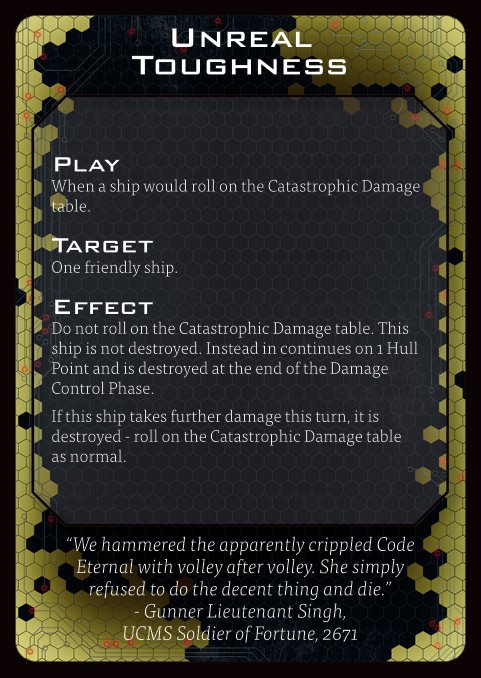 Unreal
Toughness
Play
When a ship would roll on the Catastrophic Damage
table.
Target
One friendly ship.
Effect
Do not roll on the Catastrophic Damage table. This
ship is not destroyed. Instead in continues on 1 Hull
Point and is destroyed at the end of the Damage
Control Phase.
If this ship takes further damage this turn, it is
destroyed - roll on the Catastrophic Damage table
as normal.
“We hammered the apparently crippled Code
Eternal with volley after volley. She simply
refused to do the decent thing and die.”
- Gunner Lieutenant Singh,
UCMS Soldier of Fortune, 2671